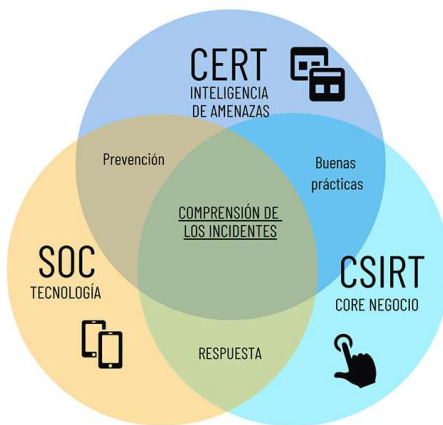 CERT
INTELIGENCIA
DE AMENAZAS
Prevención
Buenas
prácticas
COMPRENSIÓN DE
LOS INCIDENTES
SOC
TECNOLOGÍA
CSIRT
CORE NEGOCIO
RESPUESTA